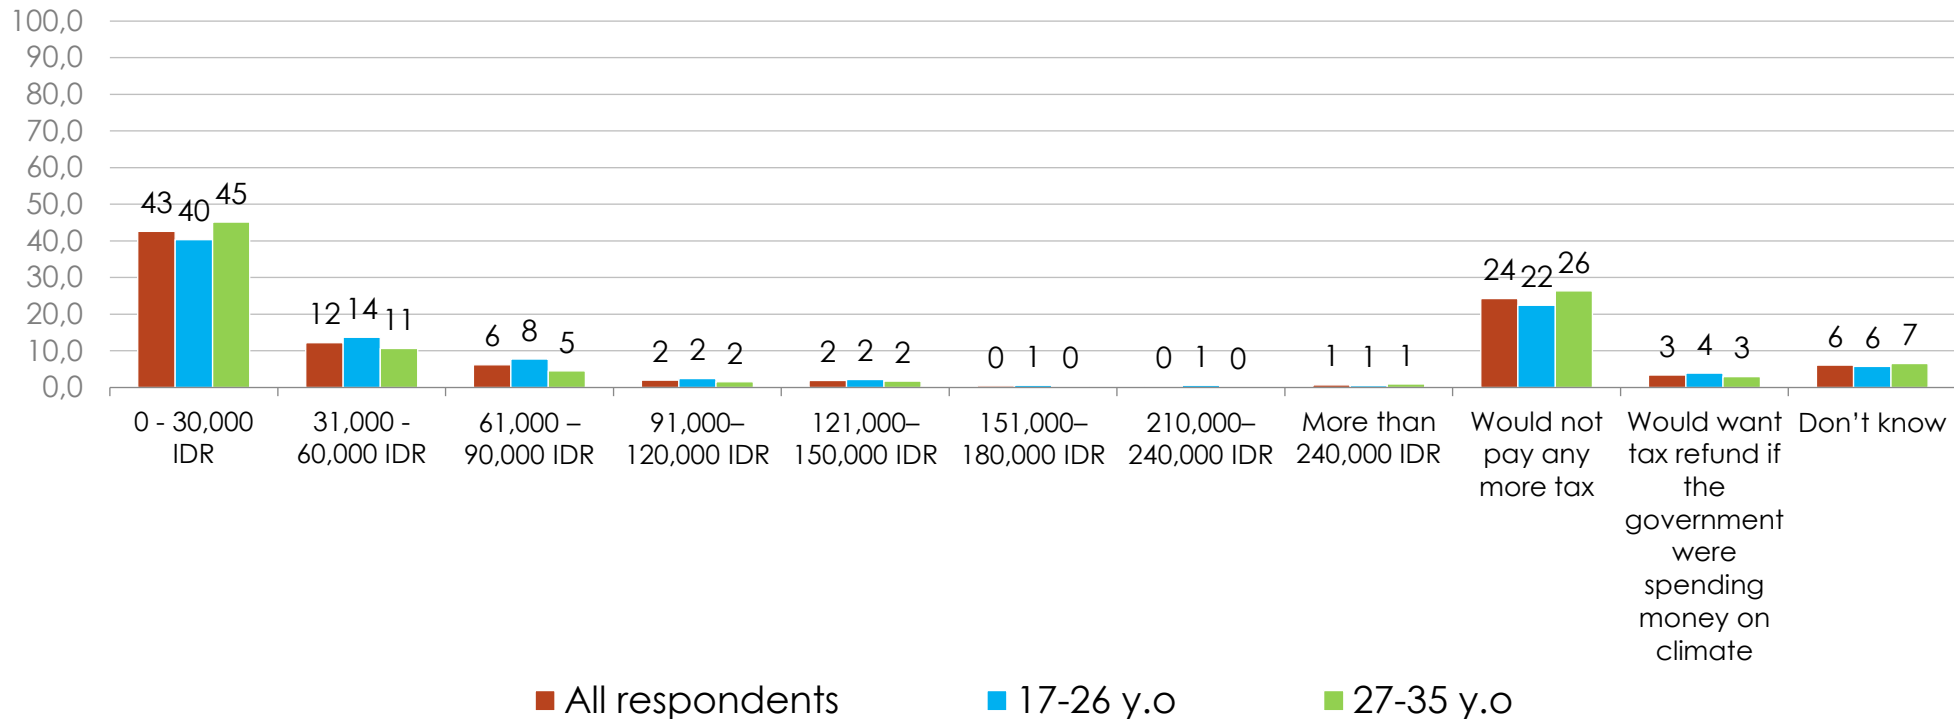 100,0
90,0
80,0
70,0
60,0
50,0
40,0
30,0
20,0
10,0
0,0
43 40 45
12 14 11
6 8 5
2 2 2
2 2 2
0 1 0
0 1 0
1 1 1
24 22 26
3 4 3
6 6 7
0 - 30,000
IDR
31,000 -
60,000 IDR
61,000 –
90,000 IDR
91,000–
120,000 IDR
121,000–
150,000 IDR
151,000–
180,000 IDR
210,000–
240,000 IDR
More than
240,000 IDR
Would not
pay any
more tax
Would want
tax refund if
the
government
were
spending
money on
climate
Don’t know
All respondents
17-26 y.o
27-35 y.o